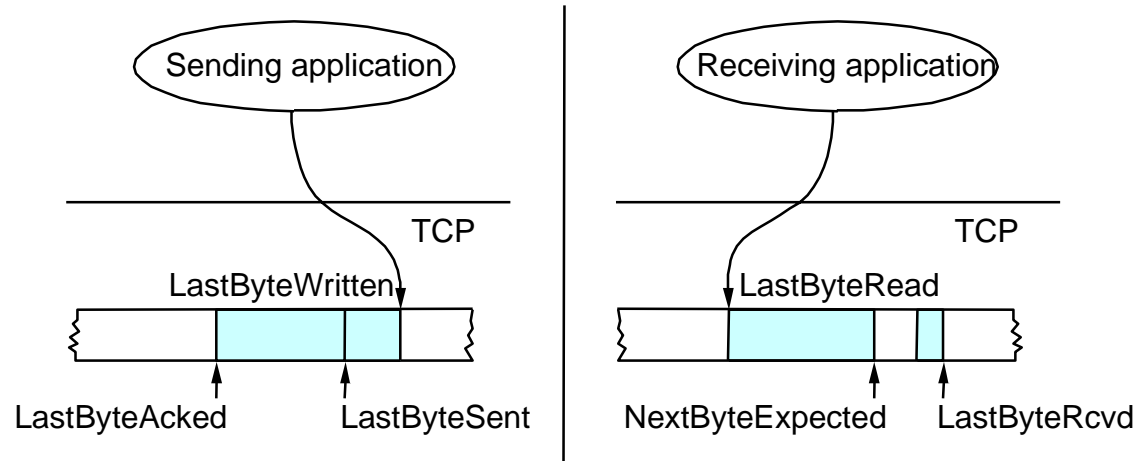 Sending application
TCP
LastByteWritten
LastByteAcked
LastByteSent
Receiving application
TCP
LastByteRead
NextByteExpected
LastByteRcvd